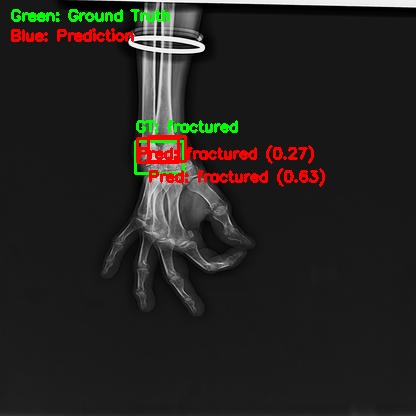 Green: Ground Truth
Blue: Prediction
GT: fractured
Pred: fractured (0.27)
Pred: fractured (0.63)